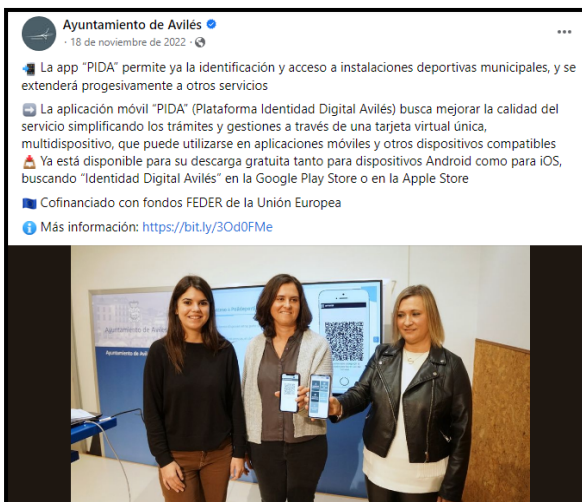 Ayuntamiento de Avilés
· 18 de noviembre de 2022 ·
La app “PIDA” permite ya la identificación y acceso a instalaciones deportivas municipales, y se
extenderá progesivamente a otros servicios
La aplicación móvil “PIDA” (Plataforma Identidad Digital Avilés) busca mejorar la calidad del
servicio simplificando los trámites y gestiones a través de una tarjeta virtual única,
multidispositivo, que puede utilizarse en aplicaciones móviles y otros dispositivos compatibles
Ya está disponible para su descarga gratuita tanto para dispositivos Android como para iOS,
buscando “Identidad Digital Avilés” en la Google Play Store o en la Apple Store
Cofinanciado con fondos FEDER de la Unión Europea
Más información: https://bit.ly/3Od0FMe
Ayuntamiento de Avilés
Ayuntamiento de Avil